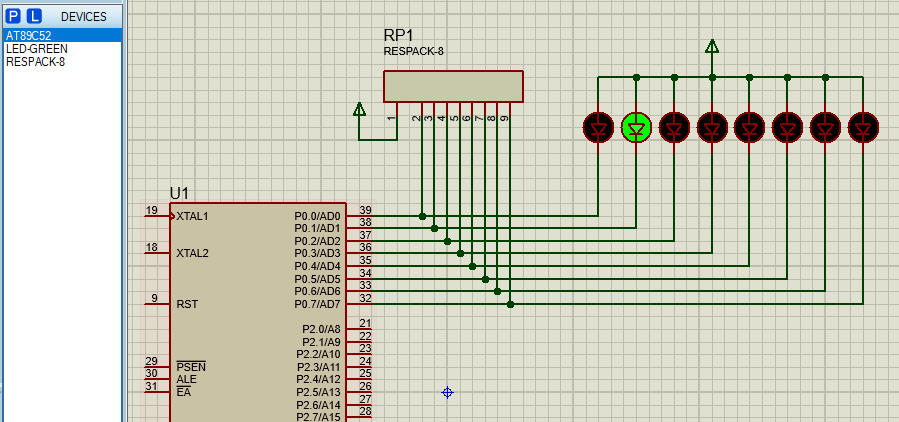 P L DEVICES
AT89C52
LED-GREEN
RESPACK-8
RP1
RESPACK-8
1 2 3 4 5 6 7 8 9
U1
19 XTAL1
18 XTAL2
9 RST
29 PSEN
30 ALE
31 EA
P0.0/AD0 39
P0.1/AD1 38
P0.2/AD2 37
P0.3/AD3 36
P0.4/AD4 35
P0.5/AD5 34
P0.6/AD6 33
P0.7/AD7 32
P2.0/A8 21
P2.1/A9 22
P2.2/A10 23
P2.3/A11 24
P2.4/A12 25
P2.5/A13 26
P2.6/A14 27
P2.7/A15 28